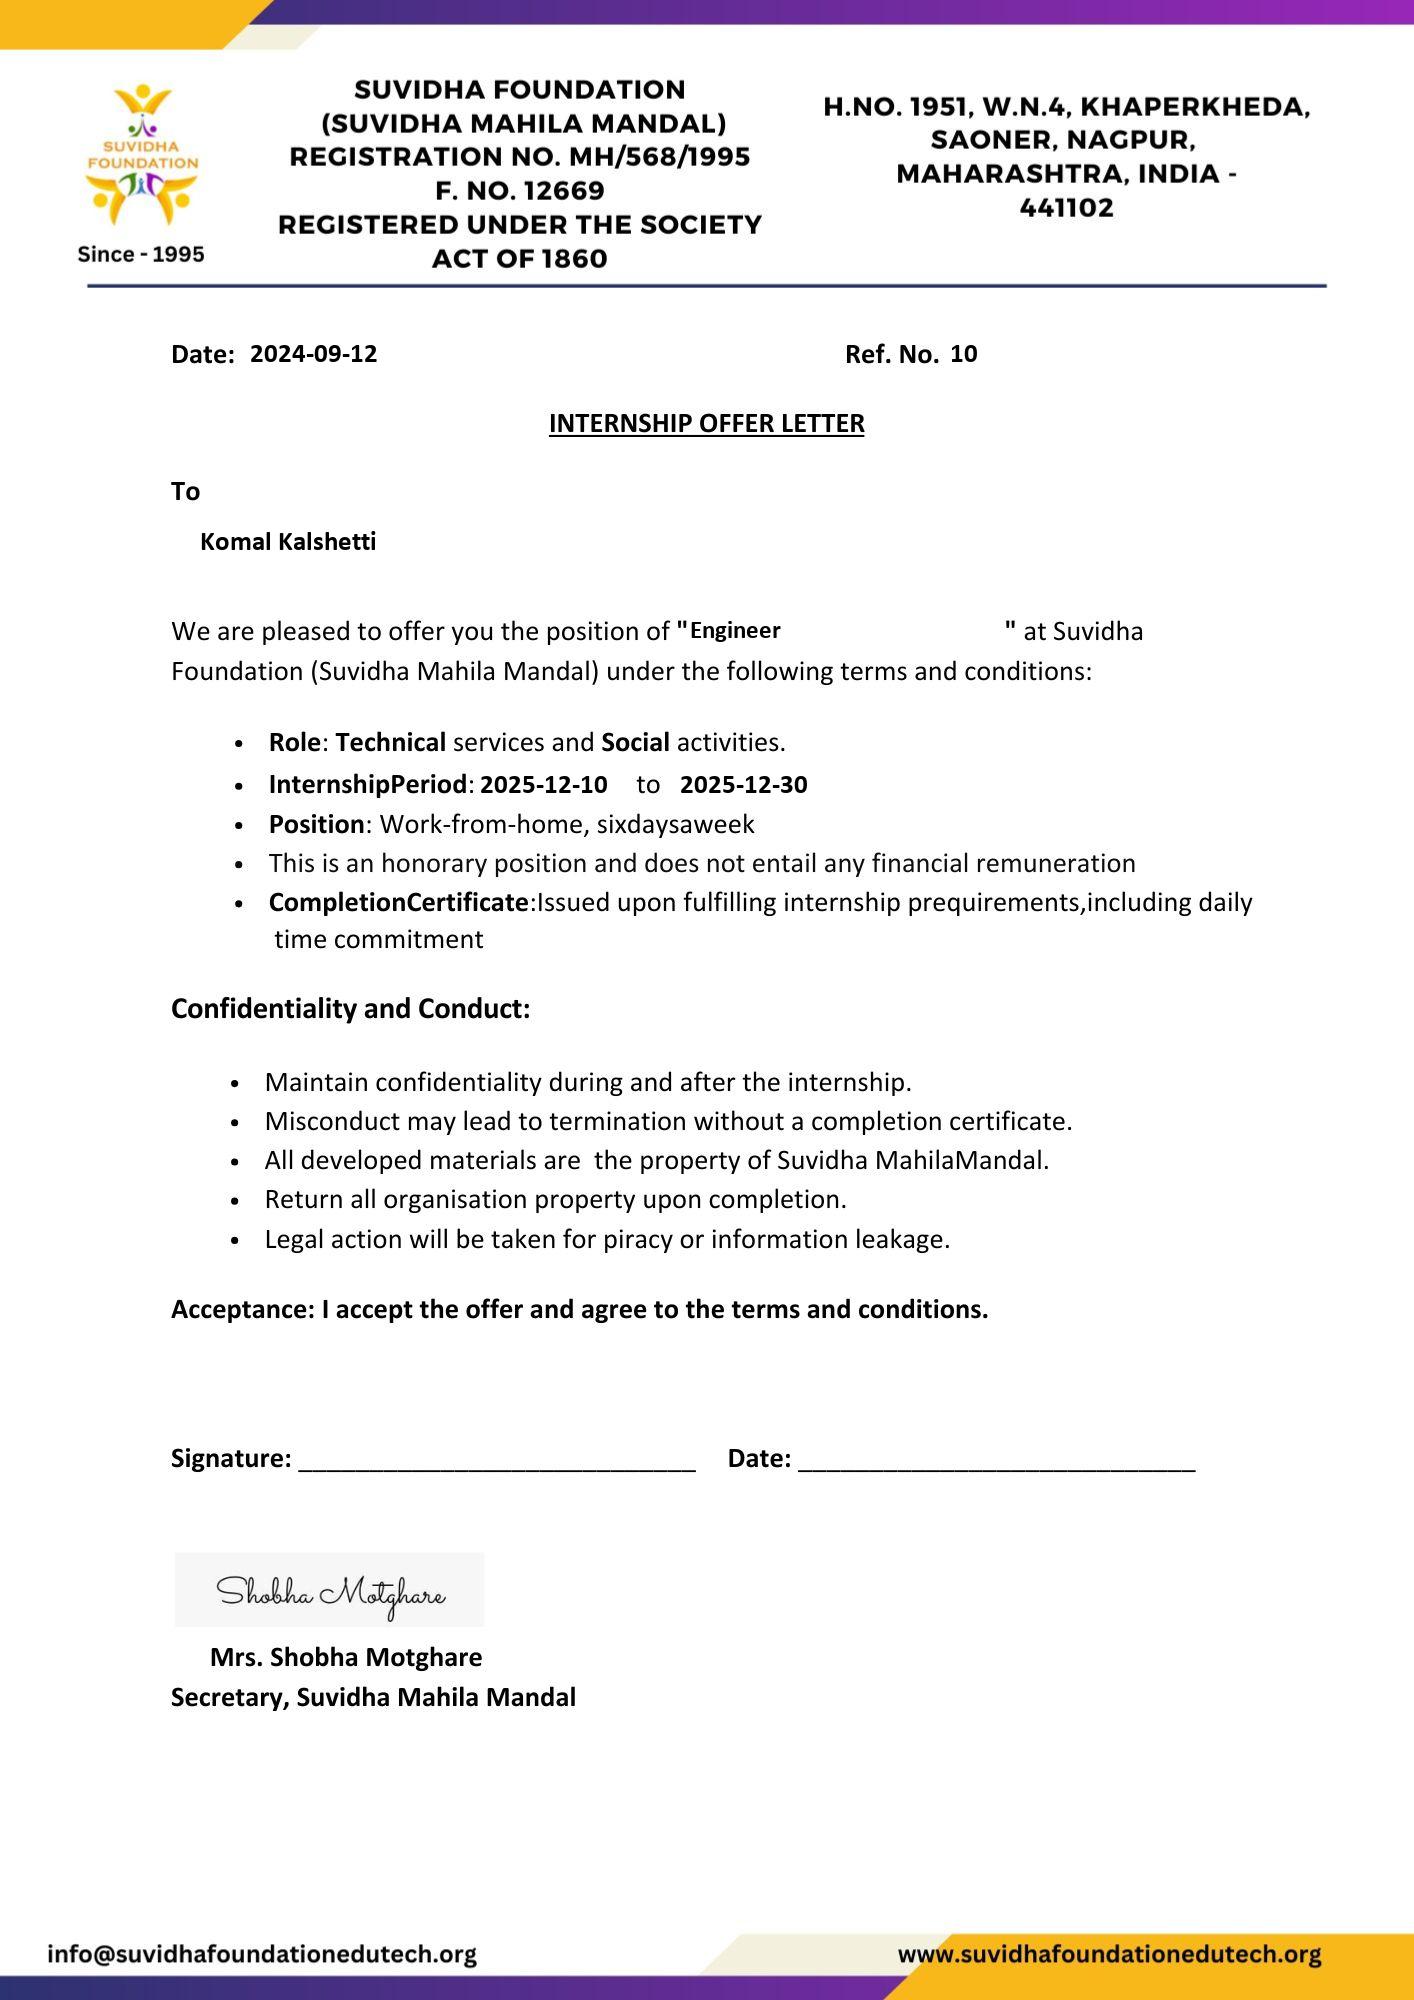 SUVIDHA FOUNDATION
(SUVIDHA MAHILA MANDAL)
REGISTRATION NO. MH/568/1995
F. NO. 12669
REGISTERED UNDER THE SOCIETY
ACT OF 1860
H.NO. 1951, W.N.4, KHAPERKHEDA,
SAONER, NAGPUR,
MAHARASHTRA, INDIA -
441102
SUVIDHA
FOUNDATION
Since - 1995
Date: 2024-09-12 Ref. No. 10
INTERNSHIP OFFER LETTER
To
Komal Kalshetti
We are pleased to offer you the position of "Engineer " at Suvidha
Foundation (Suvidha Mahila Mandal) under the following terms and conditions:
• Role: Technical services and Social activities.
• InternshipPeriod: 2025-12-10 to 2025-12-30
• Position: Work-from-home, sixdaysaweek
• This is an honorary position and does not entail any financial remuneration
• CompletionCertificate:Issued upon fulfilling internship prequirements,including daily
time commitment
Confidentiality and Conduct:
• Maintain confidentiality during and after the internship.
• Misconduct may lead to termination without a completion certificate.
• All developed materials are the property of Suvidha MahilaMandal.
• Return all organisation property upon completion.
• Legal action will be taken for piracy or information leakage.
Acceptance: I accept the offer and agree to the terms and conditions.
Signature: ____________________________ Date: ____________________________
Shobha Motghare
Mrs. Shobha Motghare
Secretary, Suvidha Mahila Mandal
info@suvidhafoundationedutech.org www.suvidhafoundationedutech.org